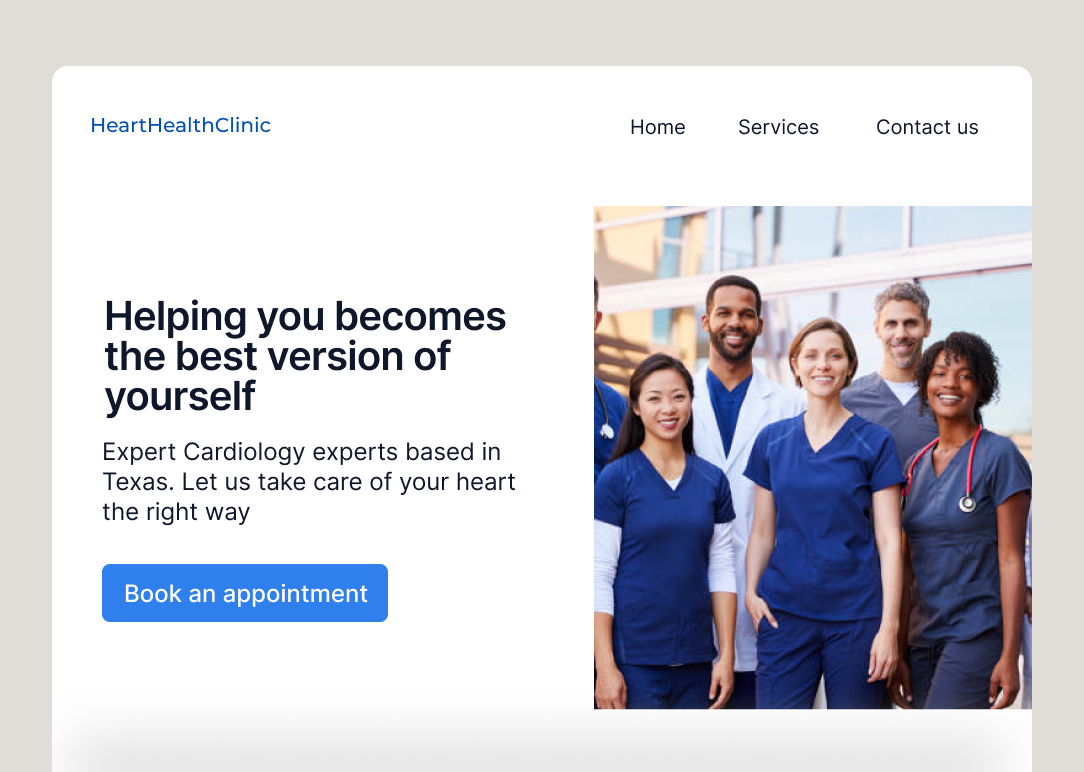 HeartHealthClinic
Home Services Contact us
Helping you becomes
the best version of
yourself
Expert Cardiology experts based in
Texas. Let us take care of your heart
the right way
Book an appointment